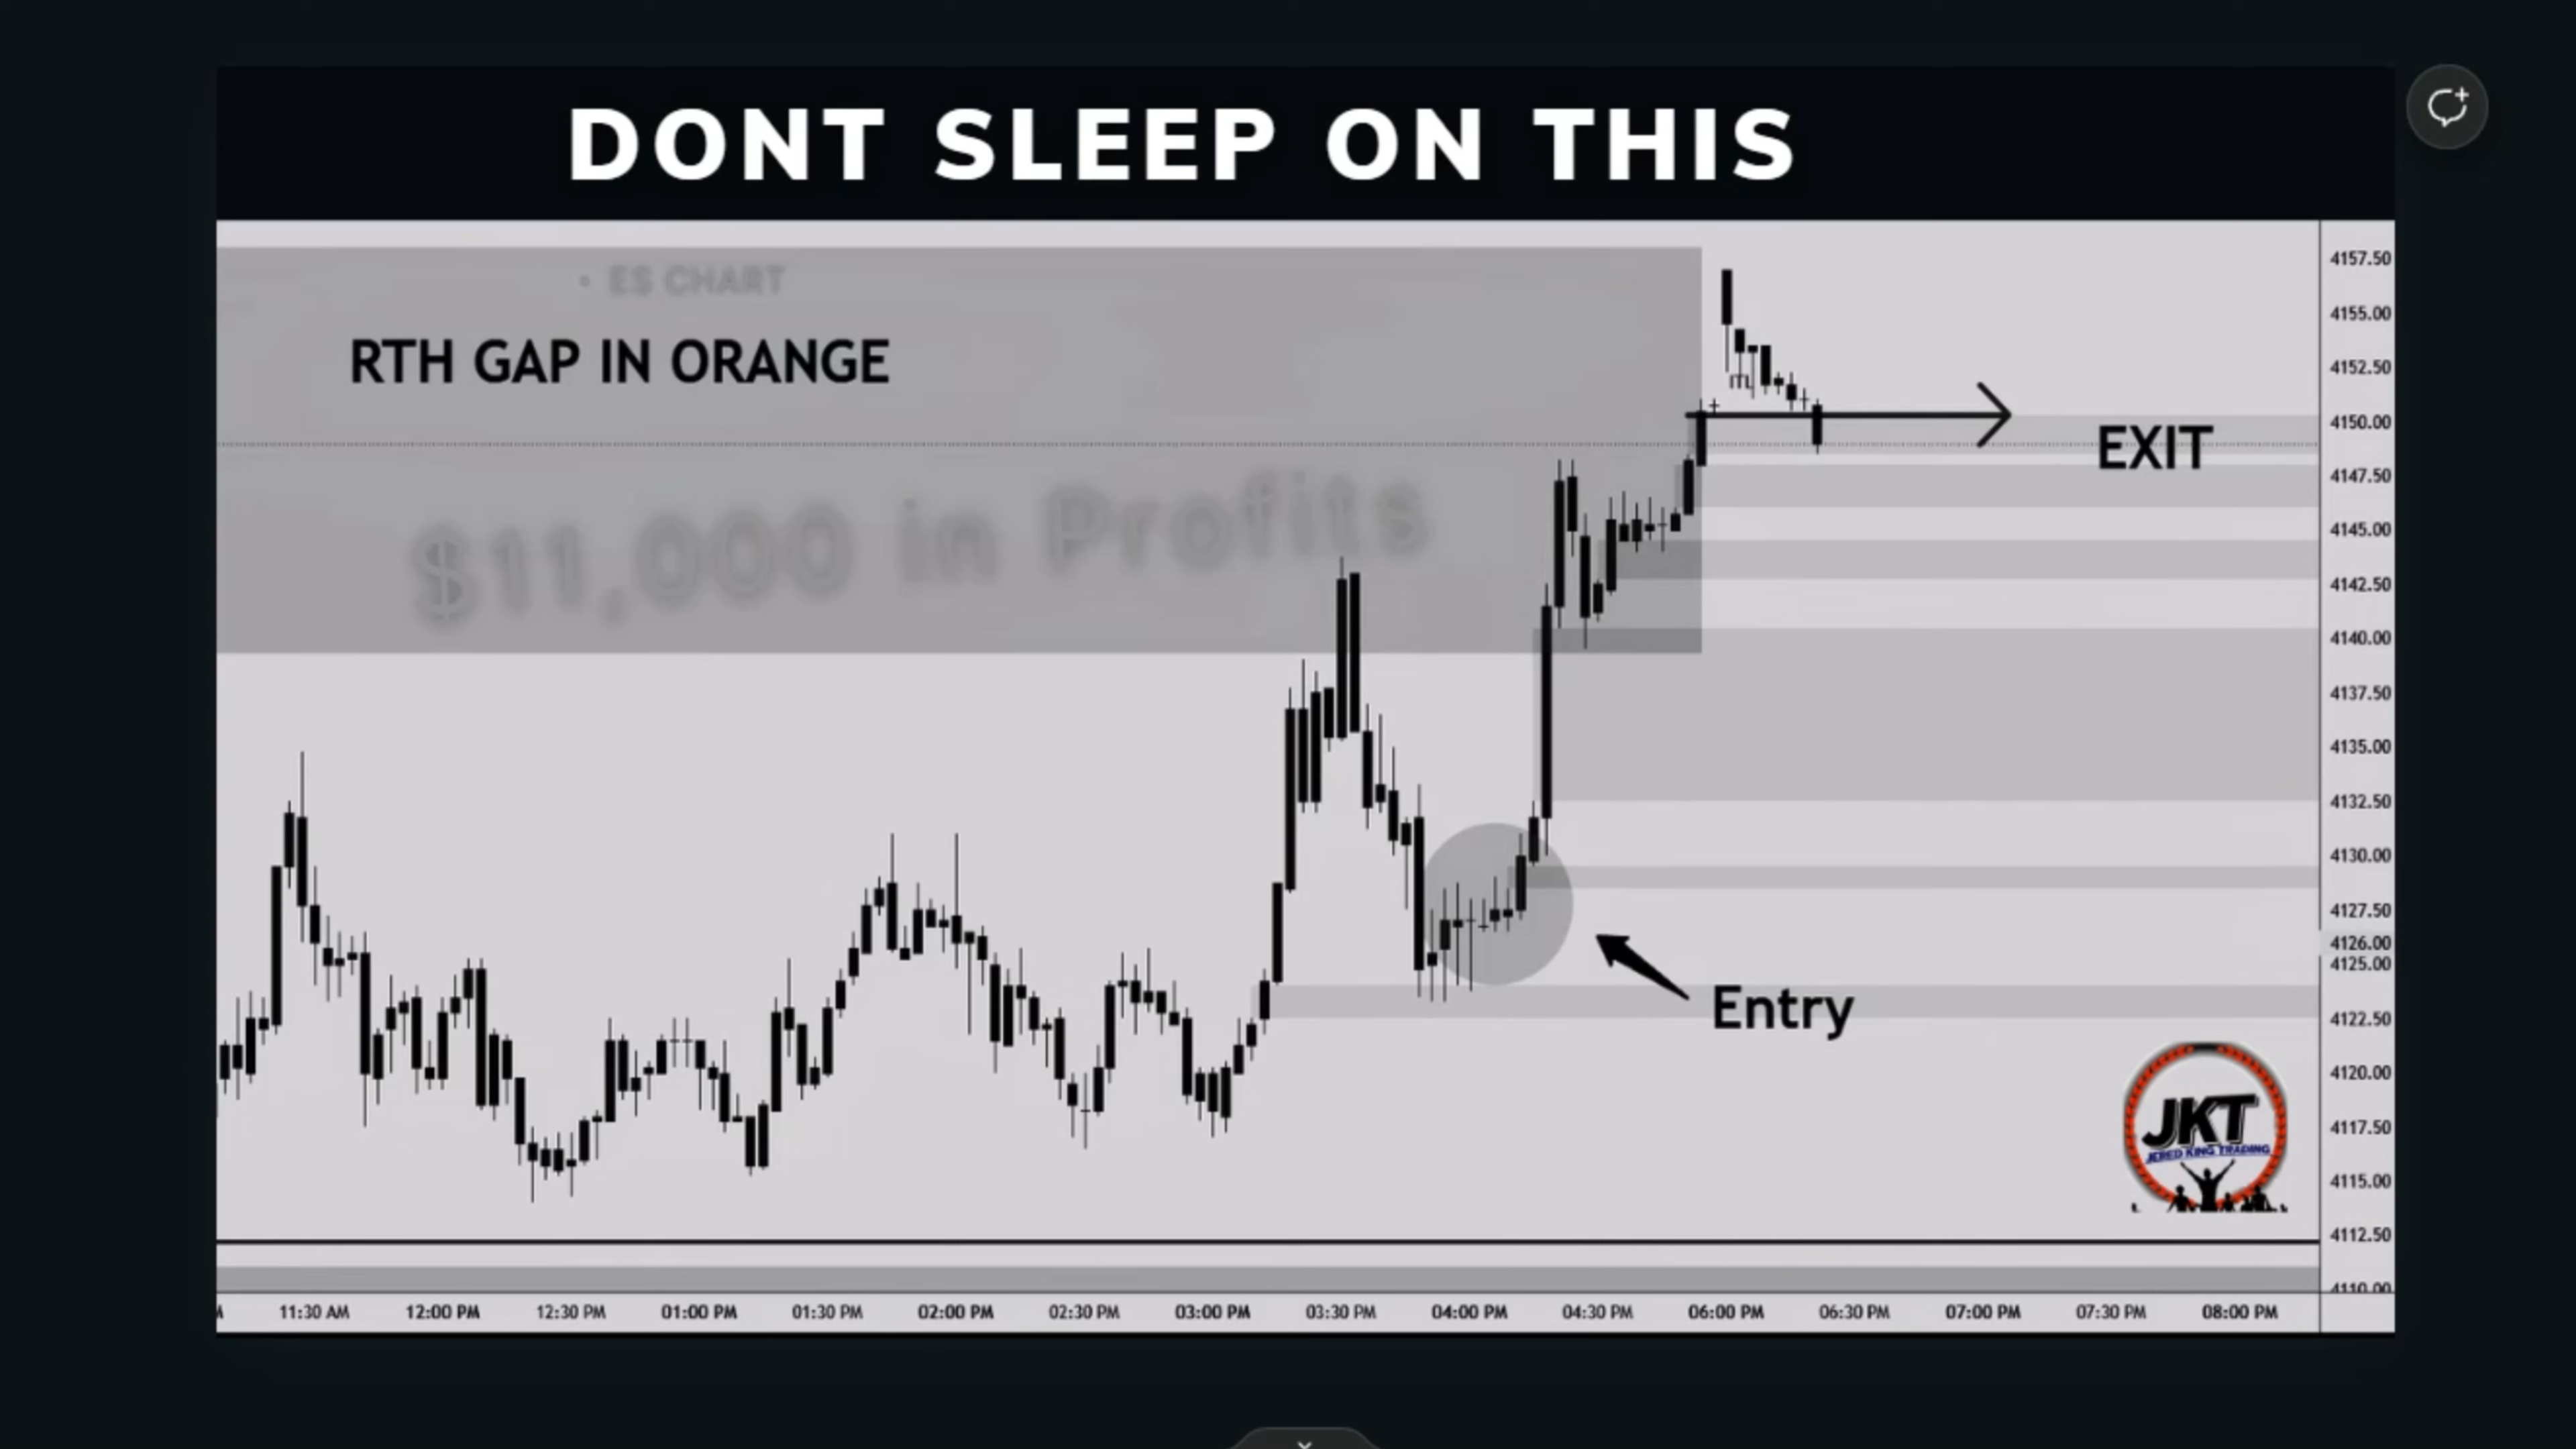 DONT SLEEP ON THIS
• ES CHART
RTH GAP IN ORANGE
$11,000 in Profits
EXIT
Entry
JKT
JERED KING TRADING
4157.50
4155.00
4152.50
4150.00
4147.50
4145.00
4142.50
4140.00
4137.50
4135.00
4132.50
4130.00
4127.50
4126.00
4125.00
4122.50
4120.00
4117.50
4115.00
4112.50
4110.00
11:30 AM 12:00 PM 12:30 PM 01:00 PM 01:30 PM 02:00 PM 02:30 PM 03:00 PM 03:30 PM 04:00 PM 04:30 PM 06:00 PM 06:30 PM 07:00 PM 07:30 PM 08:00 PM